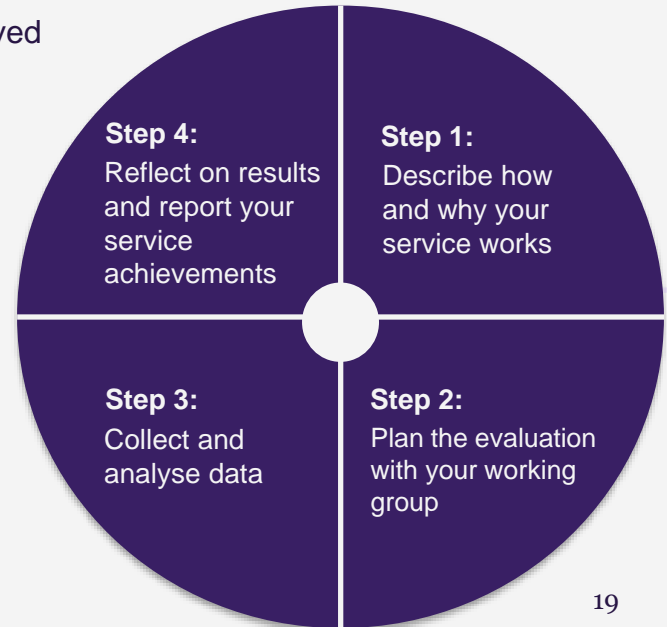 Step 1:
Describe how
and why your
service works
Step 2:
Plan the evaluation
with your working
group
Step 3:
Collect and
analyse data
Step 4:
Reflect on results
and report your
service
achievements
19